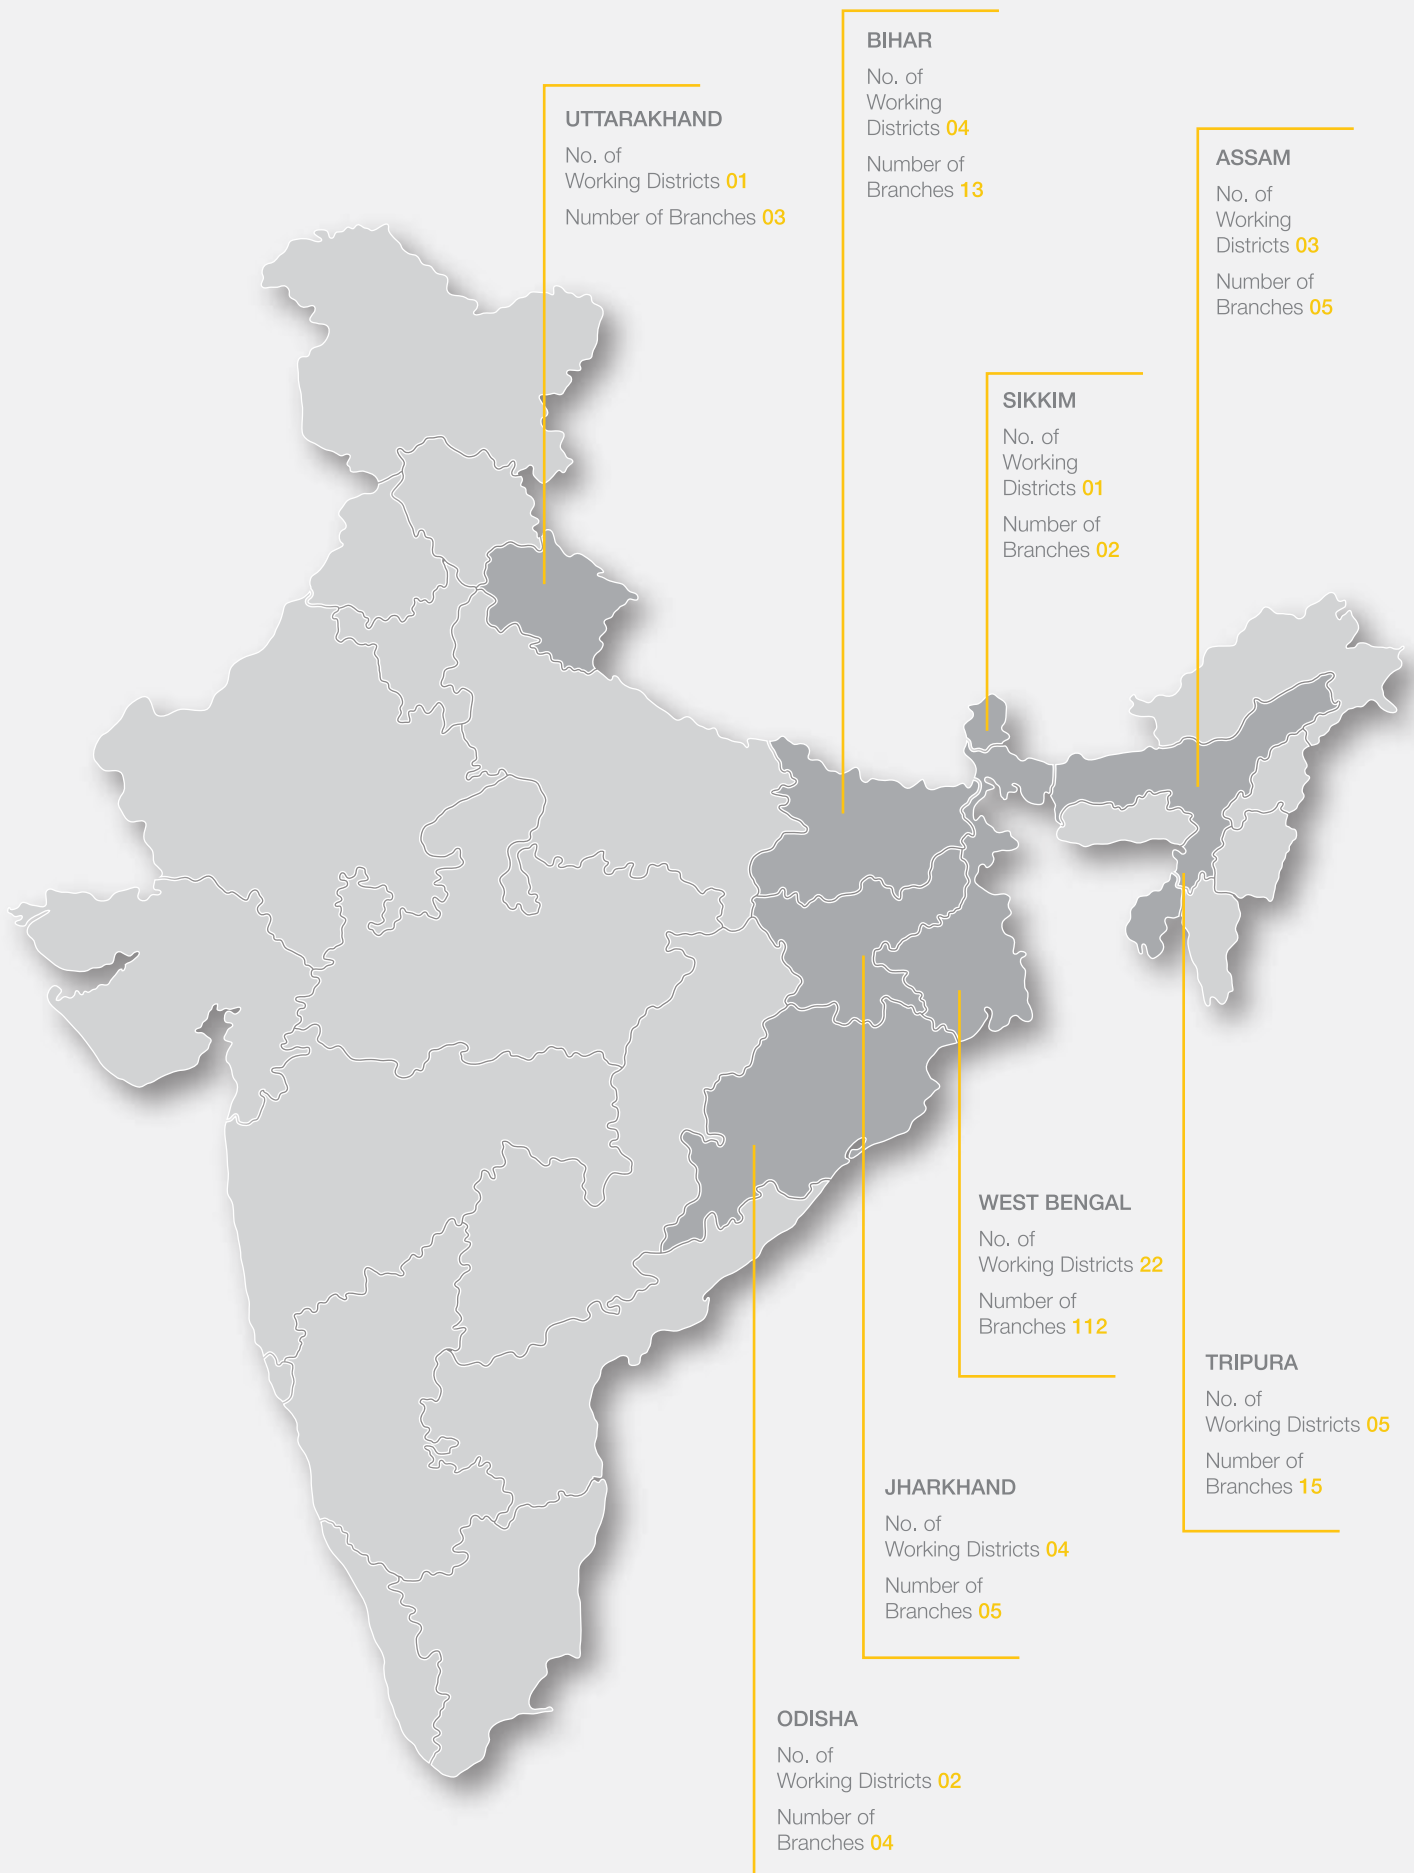 BIHAR
No. of
Working
Districts 04
Number of
Branches 13
UTTARAKHAND
No. of
Working Districts 01
Number of Branches 03
ASSAM
No. of
Working
Districts 03
Number of
Branches 05
SIKKIM
No. of
Working
Districts 01
Number of
Branches 02
WEST BENGAL
No. of
Working Districts 22
Number of
Branches 112
TRIPURA
No. of
Working Districts 05
Number of
Branches 15
JHARKHAND
No. of
Working Districts 04
Number of
Branches 05
ODISHA
No. of
Working Districts 02
Number of
Branches 04